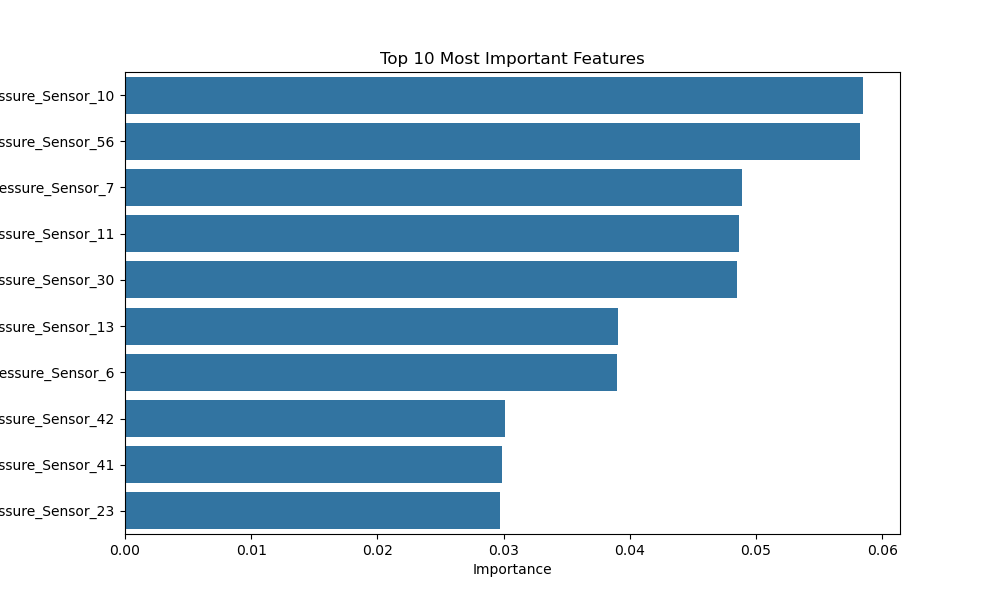 Top 10 Most Important Features
ssure_Sensor_10
ssure_Sensor_56
essure_Sensor_7
ssure_Sensor_11
ssure_Sensor_30
ssure_Sensor_13
essure_Sensor_6
ssure_Sensor_42
ssure_Sensor_41
ssure_Sensor_23
0.00 0.01 0.02 0.03 0.04 0.05 0.06
Importance